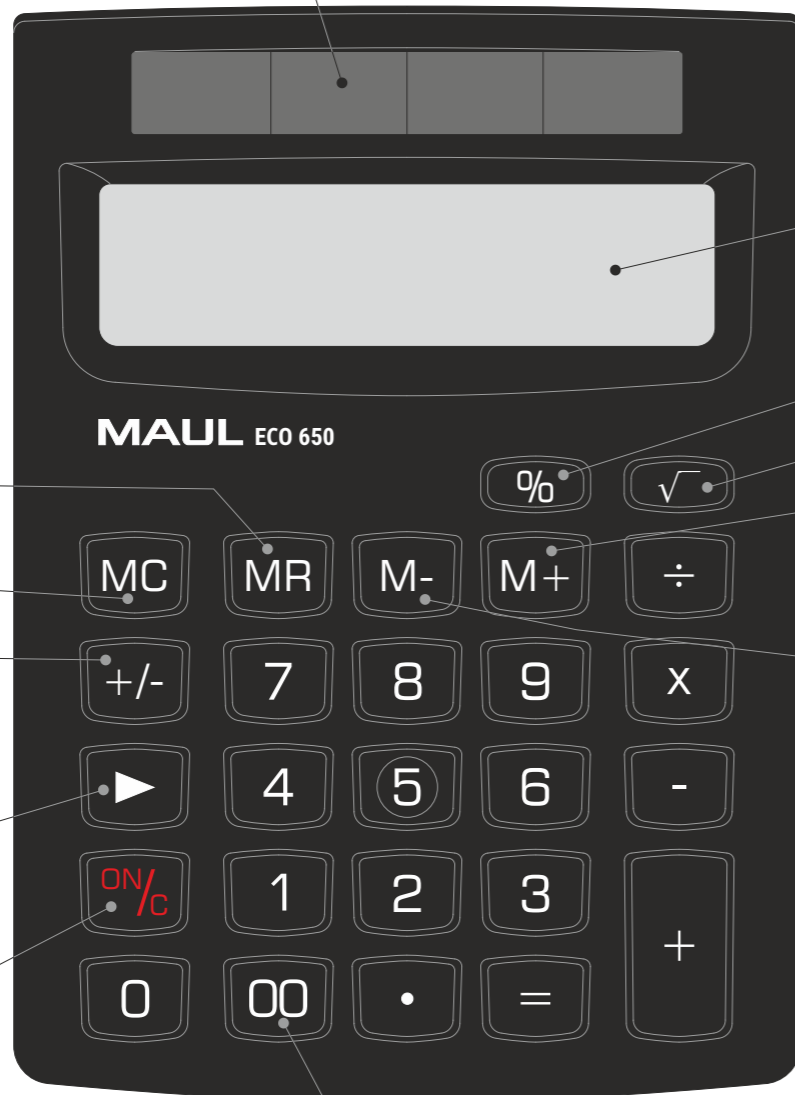 MAUL ECO 650
% √
MC MR M- M+ ÷
+/- 7 8 9 x
4 5 6 -
ON/C 1 2 3 +
0 00 . =